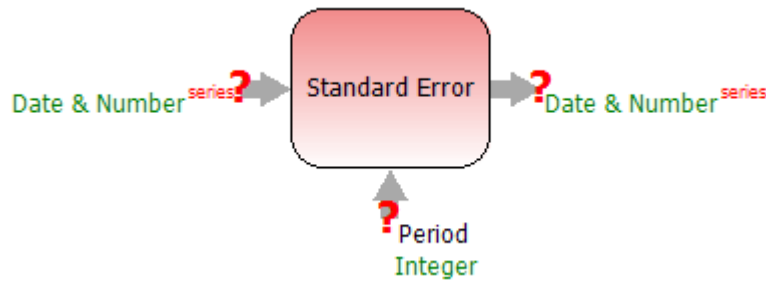 Standard Error
? Date & Number series
? Date & Number series
? Period
Integer